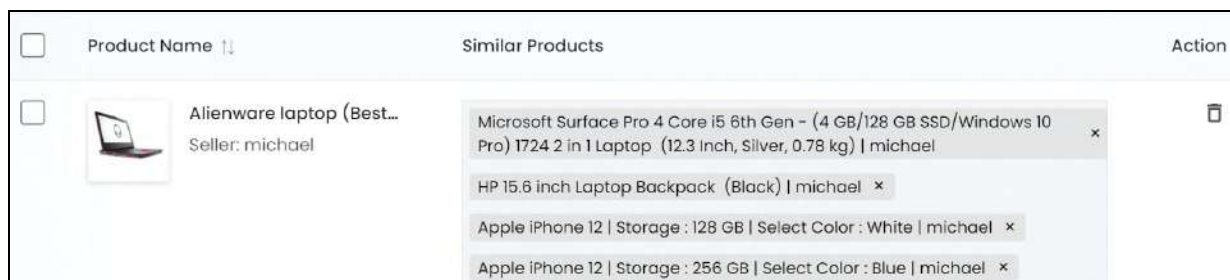 Product Name ↑↓
Similar Products
Action
Alienware laptop (Best...
Seller: michael
Microsoft Surface Pro 4 Core i5 6th Gen - (4 GB/128 GB SSD/Windows 10
Pro) 1724 2 in 1 Laptop (12.3 Inch, Silver, 0.78 kg) | michael ×
HP 15.6 inch Laptop Backpack (Black) | michael ×
Apple iPhone 12 | Storage : 128 GB | Select Color : White | michael ×
Apple iPhone 12 | Storage : 256 GB | Select Color : Blue | michael ×